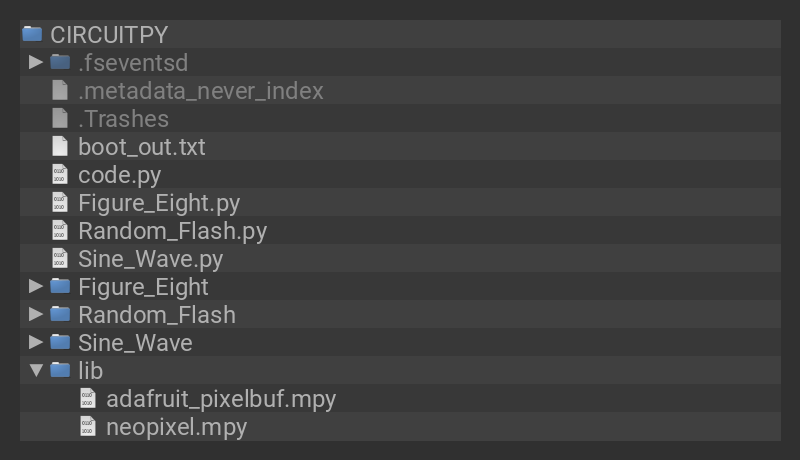 CIRCUITPY
.fseventsd
.metadata_never_index
.Trashes
boot_out.txt
code.py
Figure_Eight.py
Random_Flash.py
Sine_Wave.py
Figure_Eight
Random_Flash
Sine_Wave
lib
adafruit_pixelbuf.mpy
neopixel.mpy